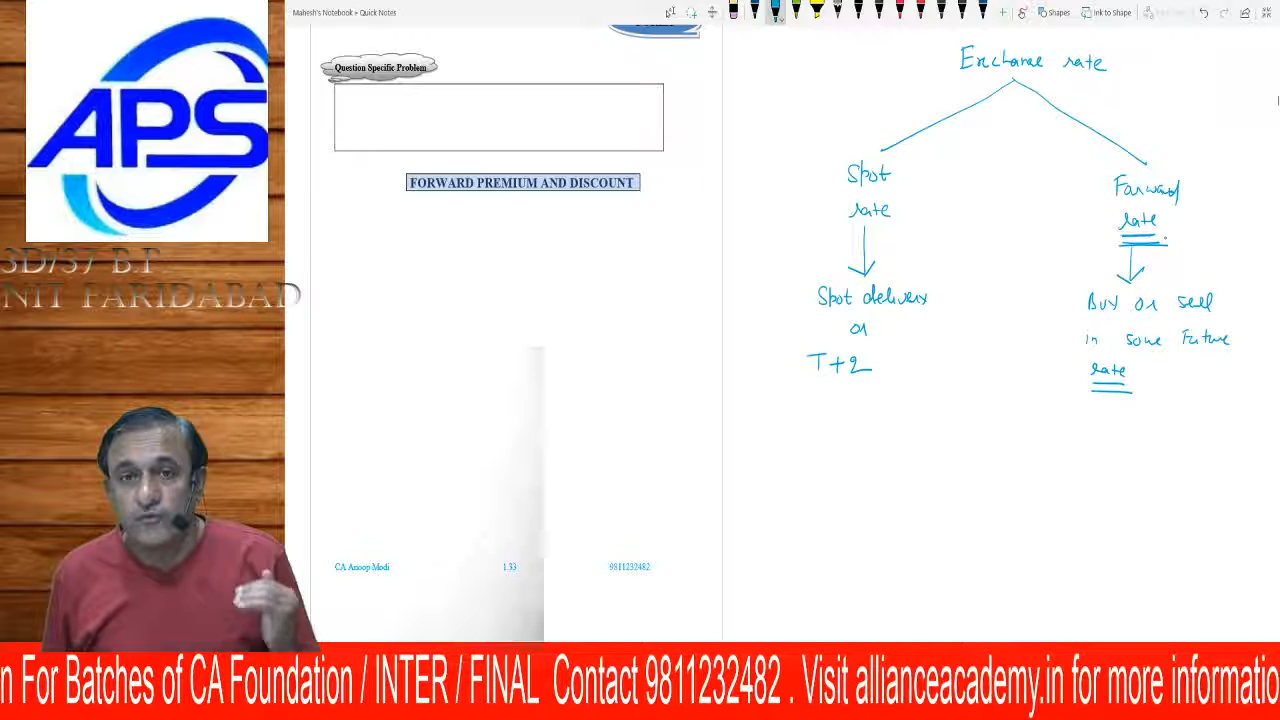 Mahesh's Notebook + Quick Notes
Shapes
Ink to Shape
APS
3D/37 B.P.
NIT FARIDABAD
Question Specific Problem
FORWARD PREMIUM AND DISCOUNT
CA Anoop Modi 1.33 9811232482
Exchange rate
Spot
rate
Spot delivery
or
T+2
Forward
rate
Buy or sell
in some Future
rate
n For Batches of CA Foundation / INTER / FINAL Contact 9811232482 . Visit allianceacademy.in for more informatio